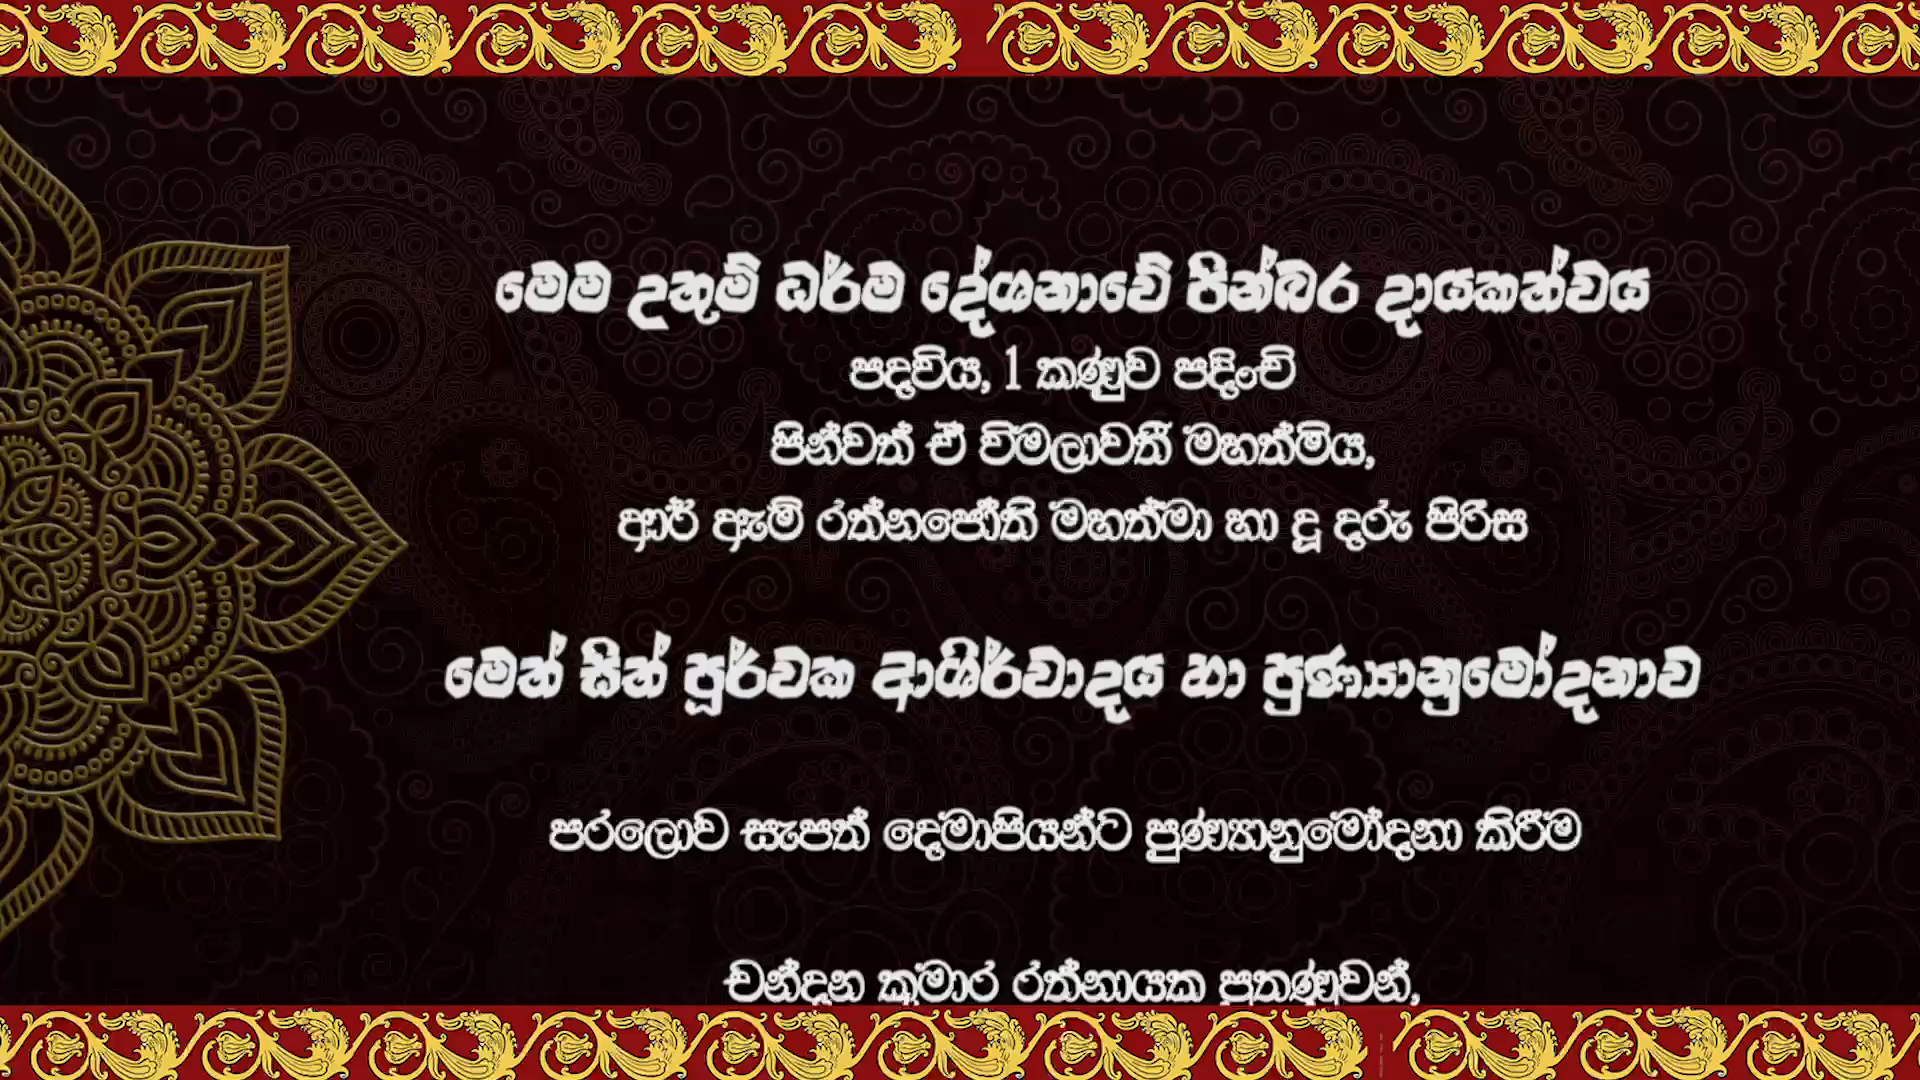 මෙම උතුම් ධර්ම දේශනාවේ පින්බර දායකත්වය
පදවිය, 1 කණුව පදිංචි
පින්වත් ඒ විමලාවතී මහත්මිය,
ආර් ඇම් රත්නජෝති මහත්මා හා දූ දරු පිරිස
මෙත් සිත් පූර්වක ආශිර්වාදය හා පුණ්‍යානුමෝදනාව
පරලොව සැපත් දෙමාපියන්ට පුණ්‍යානුමෝදනා කිරීම
චන්දන කුමාර රත්නායක පුතණුවන්,